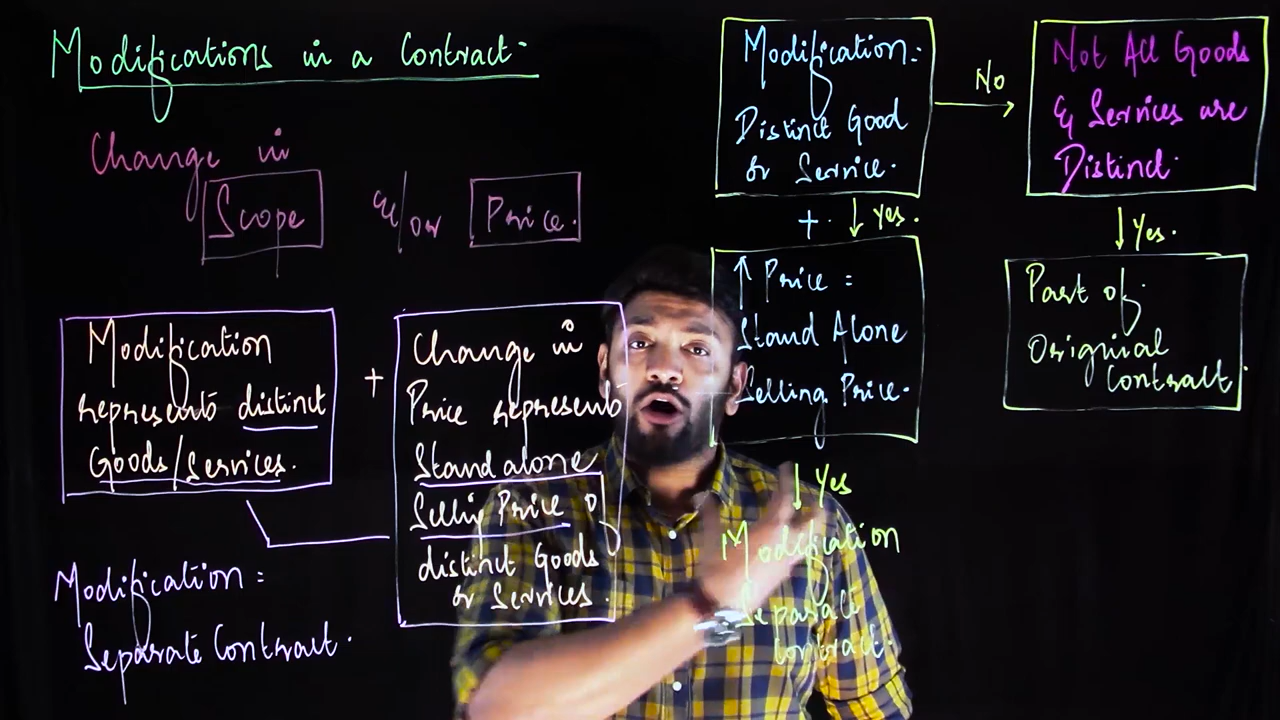 Modifications in a Contract-
Change in
Scope
&/or
Price.
Modification
represents distinct
Goods/Services.
+
Change in
Price represents
Stand alone
Selling Price o
distinct Goods
or Services.
Modification =
Separate Contract.
Modification =
Distinct Good
or Service.
No
Not All Goods
& Services are
Distinct.
+ ↓ Yes.
↓ Yes.
↑ Price =
Stand Alone
Selling Price.
Part of
Original
Contract.
↓ Yes
Modification
Separate
Contract.